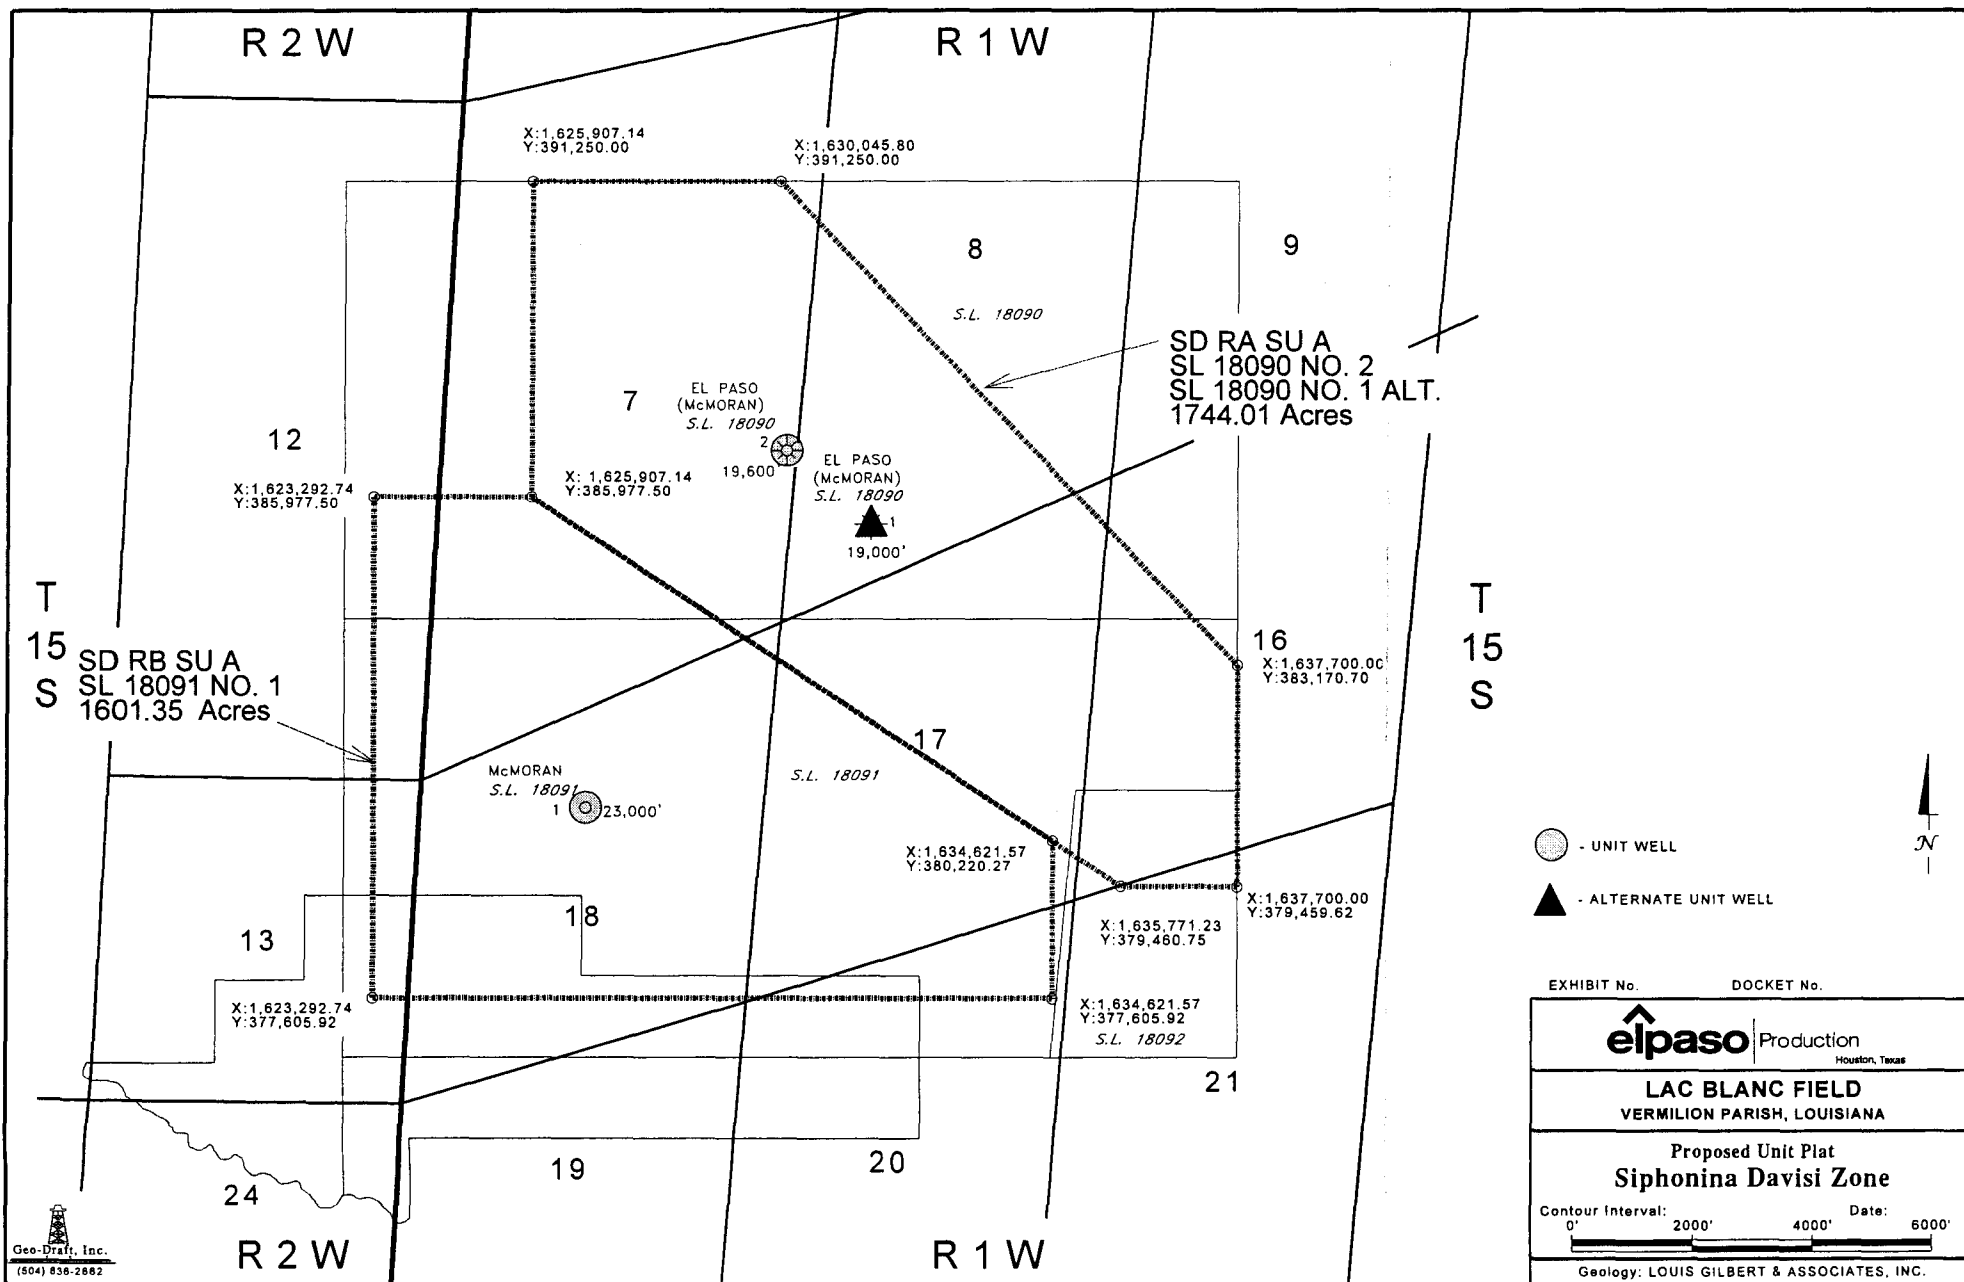 R 2 W
R 1 W
X:1,625,907.14
Y:391,250.00
X:1,630,045.80
Y:391,250.00
8
9
S.L. 18090
SD RA SU A
SL 18090 NO. 2
SL 18090 NO. 1 ALT.
1744.01 Acres
7
EL PASO
(McMORAN)
S.L. 18090
2
19,600'
12
EL PASO
(McMORAN)
S.L. 18090
1
19,000'
X:1,623,292.74
Y:385,977.50
X: 1,625,907.14
Y:385,977.50
T
15
S
SD RB SU A
SL 18091 NO. 1
1601.35 Acres
16
X:1,637,700.00
Y:383,170.70
T
15
S
17
McMORAN
S.L. 18091
1
23,000'
S.L. 18091
X:1,634,621.57
Y:380,220.27
X:1,637,700.00
Y:379,459.62
X:1,635,771.23
Y:379,460.75
18
13
X:1,623,292.74
Y:377,605.92
X:1,634,621.57
Y:377,605.92
S.L. 18092
21
19
20
24
- UNIT WELL
- ALTERNATE UNIT WELL
N
EXHIBIT No. DOCKET No.
elpaso Production
Houston, Texas
LAC BLANC FIELD
VERMILION PARISH, LOUISIANA
Proposed Unit Plat
Siphonina Davisi Zone
Contour Interval: Date:
0' 2000' 4000' 6000'
Geology: LOUIS GILBERT & ASSOCIATES, INC.
Geo-Draft, Inc.
(504) 836-2882
R 2 W
R 1 W